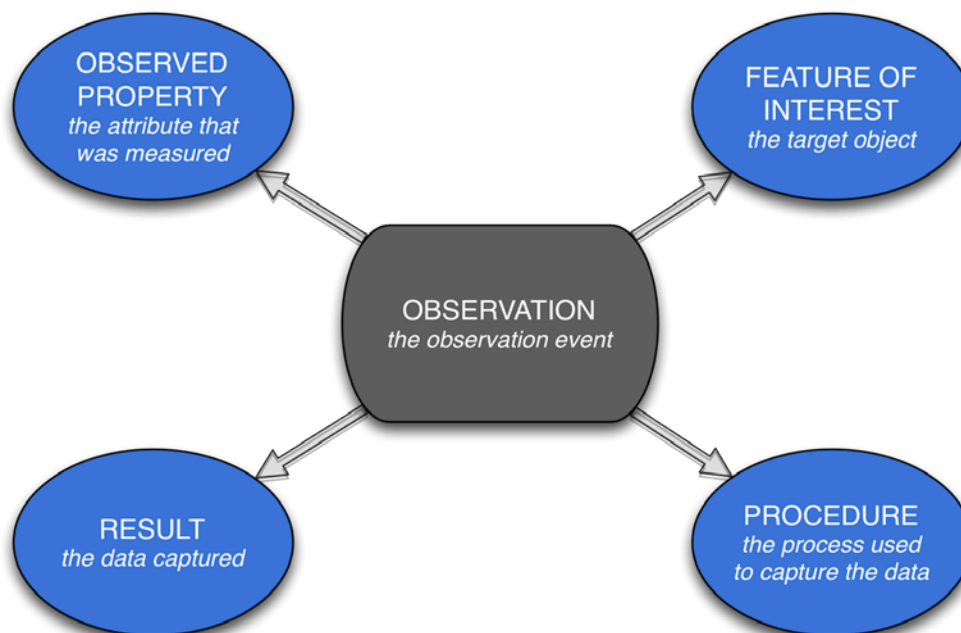 OBSERVED
PROPERTY
the attribute that
was measured
FEATURE OF
INTEREST
the target object
OBSERVATION
the observation event
RESULT
the data captured
PROCEDURE
the process used
to capture the data